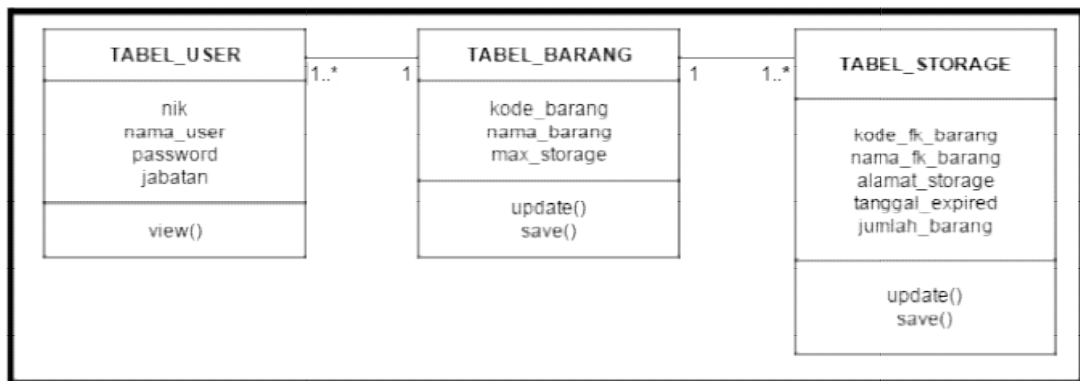 TABEL_USER
nik
nama_user
password
jabatan
view()
1..*
1
TABEL_BARANG
kode_barang
nama_barang
max_storage
update()
save()
1
1..*
TABEL_STORAGE
kode_fk_barang
nama_fk_barang
alamat_storage
tanggal_expired
jumlah_barang
update()
save()